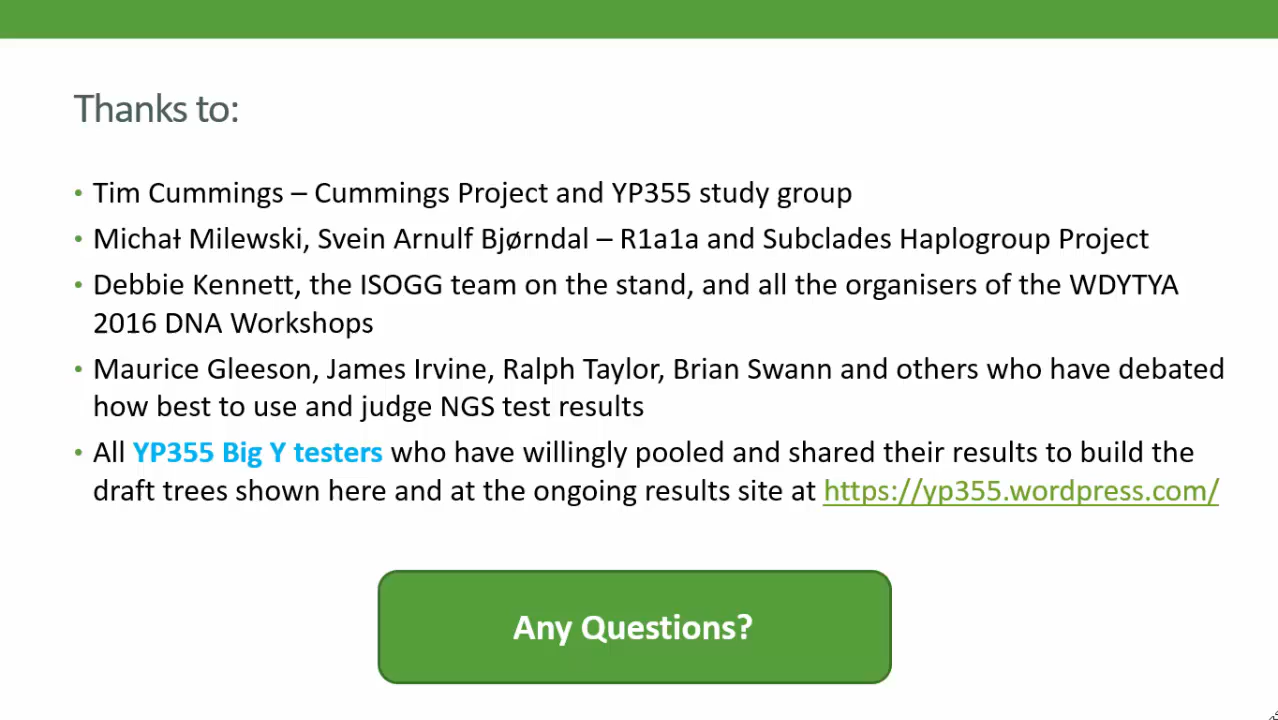 Thanks to:
• Tim Cummings – Cummings Project and YP355 study group
• Michał Milewski, Svein Arnulf Bjørndal – R1a1a and Subclades Haplogroup Project
• Debbie Kennett, the ISOGG team on the stand, and all the organisers of the WDYTYA
2016 DNA Workshops
• Maurice Gleeson, James Irvine, Ralph Taylor, Brian Swann and others who have debated
how best to use and judge NGS test results
• All YP355 Big Y testers who have willingly pooled and shared their results to build the
draft trees shown here and at the ongoing results site at https://yp355.wordpress.com/
Any Questions?